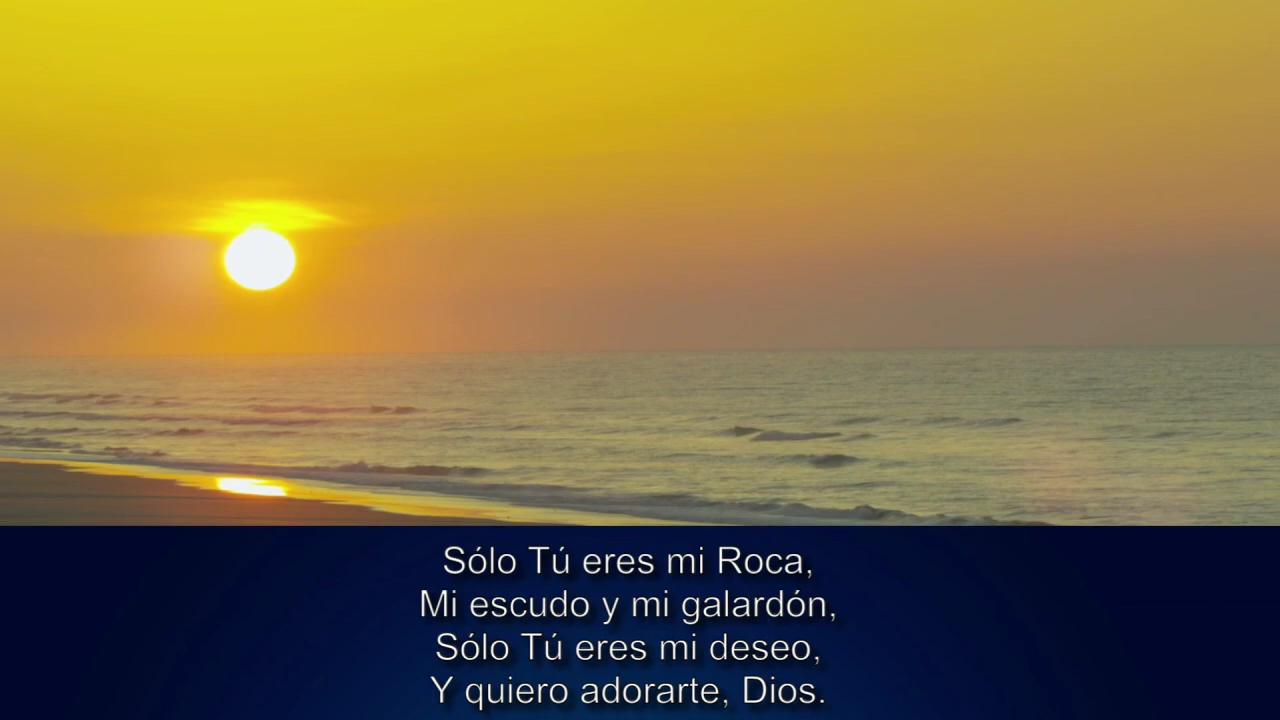 Sólo Tú eres mi Roca,
Mi escudo y mi galardón,
Sólo Tú eres mi deseo,
Y quiero adorarte, Dios.